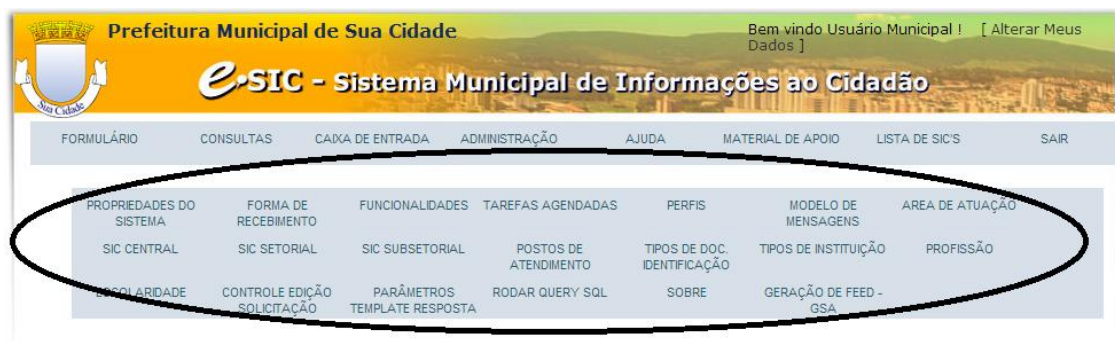 Prefeitura Municipal de Sua Cidade
Bem vindo Usuário Municipal ! [ Alterar Meus
Dados ]
e-SIC - Sistema Municipal de Informações ao Cidadão
Sua Cidade
FORMULÁRIO CONSULTAS CAIXA DE ENTRADA ADMINISTRAÇÃO AJUDA MATERIAL DE APOIO LISTA DE SIC'S SAIR
PROPRIEDADES DO SISTEMA FORMA DE RECEBIMENTO FUNCIONALIDADES TAREFAS AGENDADAS PERFIS MODELO DE MENSAGENS AREA DE ATUAÇÃO
SIC CENTRAL SIC SETORIAL SIC SUBSETORIAL POSTOS DE ATENDIMENTO TIPOS DE DOC. IDENTIFICAÇÃO TIPOS DE INSTITUIÇÃO PROFISSÃO
ESCOLARIDADE CONTROLE EDIÇÃO SOLICITAÇÃO PARÂMETROS TEMPLATE RESPOSTA RODAR QUERY SQL SOBRE GERAÇÃO DE FEED - GSA